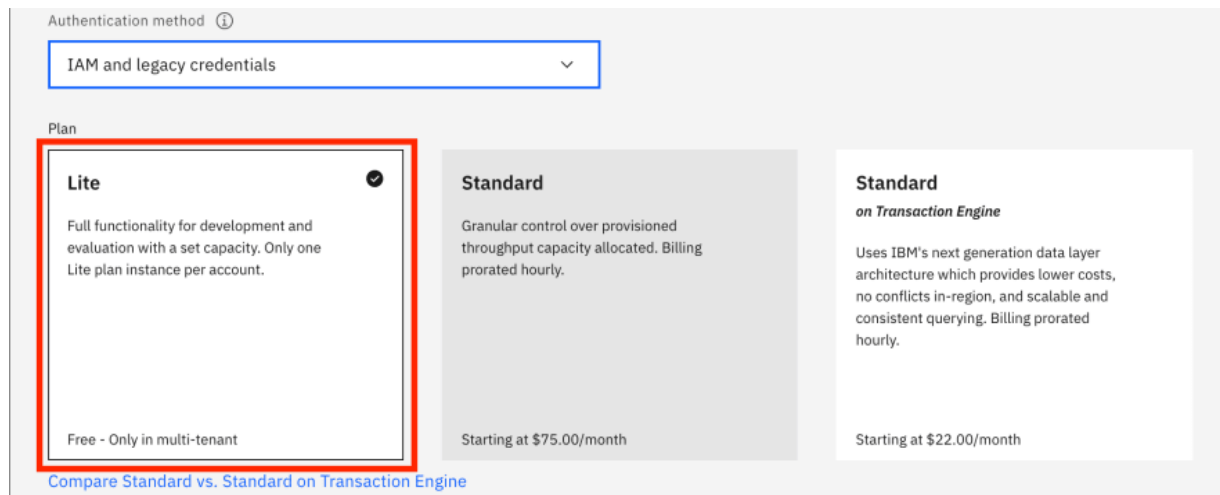 Authentication method
IAM and legacy credentials
Plan
Lite
Full functionality for development and
evaluation with a set capacity. Only one
Lite plan instance per account.
Free - Only in multi-tenant
Standard
Granular control over provisioned
throughput capacity allocated. Billing
prorated hourly.
Starting at $75.00/month
Standard
on Transaction Engine
Uses IBM's next generation data layer
architecture which provides lower costs,
no conflicts in-region, and scalable and
consistent querying. Billing prorated
hourly.
Starting at $22.00/month
Compare Standard vs. Standard on Transaction Engine